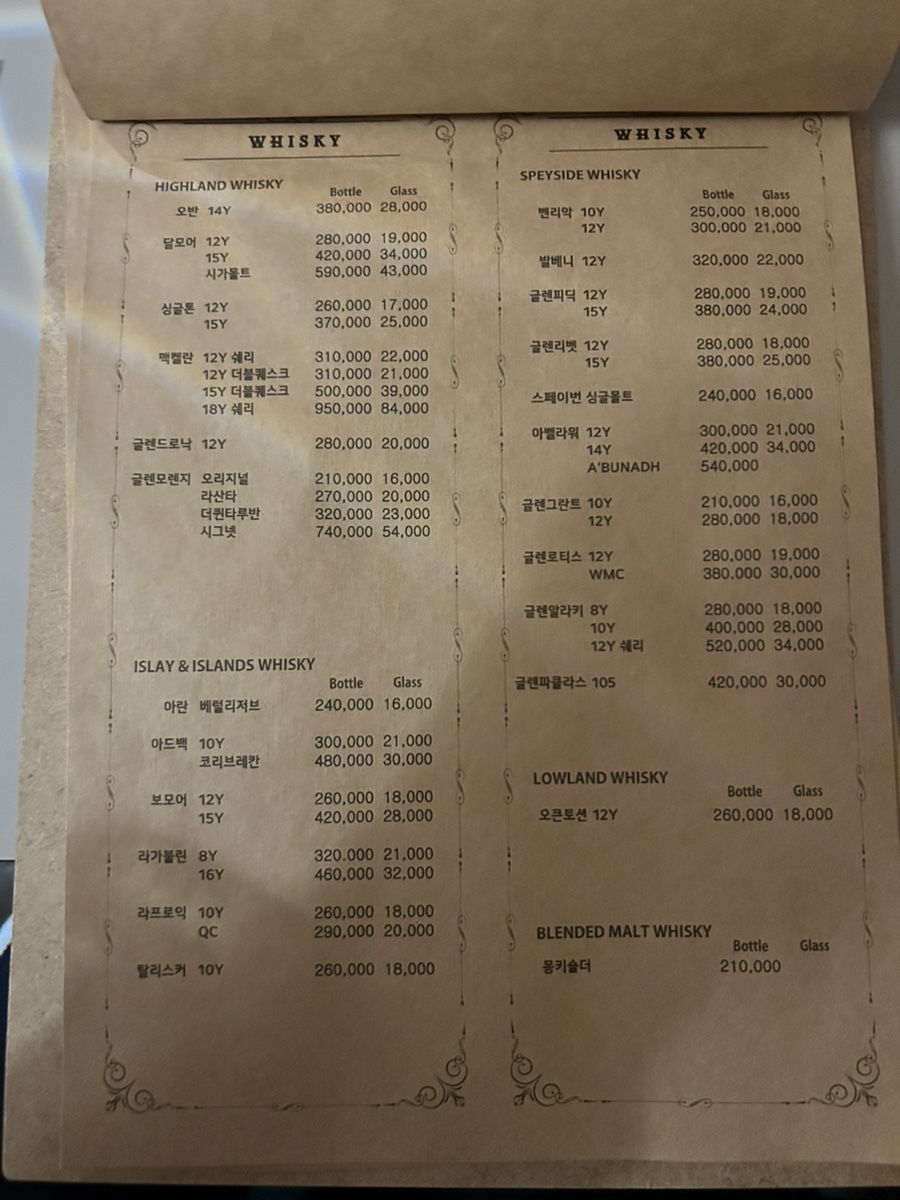 WHISKY
HIGHLAND WHISKY
Bottle Glass
오반 14Y 380,000 28,000
달모어 12Y 280,000 19,000
15Y 420,000 34,000
시가몰트 590,000 43,000
싱글톤 12Y 260,000 17,000
15Y 370,000 25,000
맥켈란 12Y 쉐리 310,000 22,000
12Y 더블퀘스크 310,000 21,000
15Y 더블퀘스크 500,000 39,000
18Y 쉐리 950,000 84,000
글렌드로낙 12Y 280,000 20,000
글렌모렌지 오리지널 210,000 16,000
라산타 270,000 20,000
더퀸타루반 320,000 23,000
시그넷 740,000 54,000
ISLAY & ISLANDS WHISKY
Bottle Glass
아란 베럴리저브 240,000 16,000
아드백 10Y 300,000 21,000
코리브레칸 480,000 30,000
보모어 12Y 260,000 18,000
15Y 420,000 28,000
라가불린 8Y 320.000 21,000
16Y 460,000 32,000
라프로익 10Y 260,000 18,000
QC 290,000 20,000
탈리스커 10Y 260,000 18,000
WHISKY
SPEYSIDE WHISKY
Bottle Glass
벤리악 10Y 250,000 18,000
12Y 300,000 21,000
발베니 12Y 320,000 22,000
글렌피딕 12Y 280,000 19,000
15Y 380,000 24,000
글렌리벳 12Y 280,000 18,000
15Y 380,000 25,000
스페이번 싱글몰트 240,000 16,000
아벨라워 12Y 300,000 21,000
14Y 420,000 34,000
A'BUNADH 540,000
글렌그란트 10Y 210,000 16,000
12Y 280,000 18,000
글렌로티스 12Y 280,000 19,000
WMC 380.000 30,000
글렌알라키 8Y 280,000 18,000
10Y 400,000 28,000
12Y 쉐리 520,000 34,000
글렌파클라스 105 420,000 30,000
LOWLAND WHISKY
Bottle Glass
오큰토션 12Y 260,000 18,000
BLENDED MALT WHISKY
Bottle Glass
몽키숄더 210,000